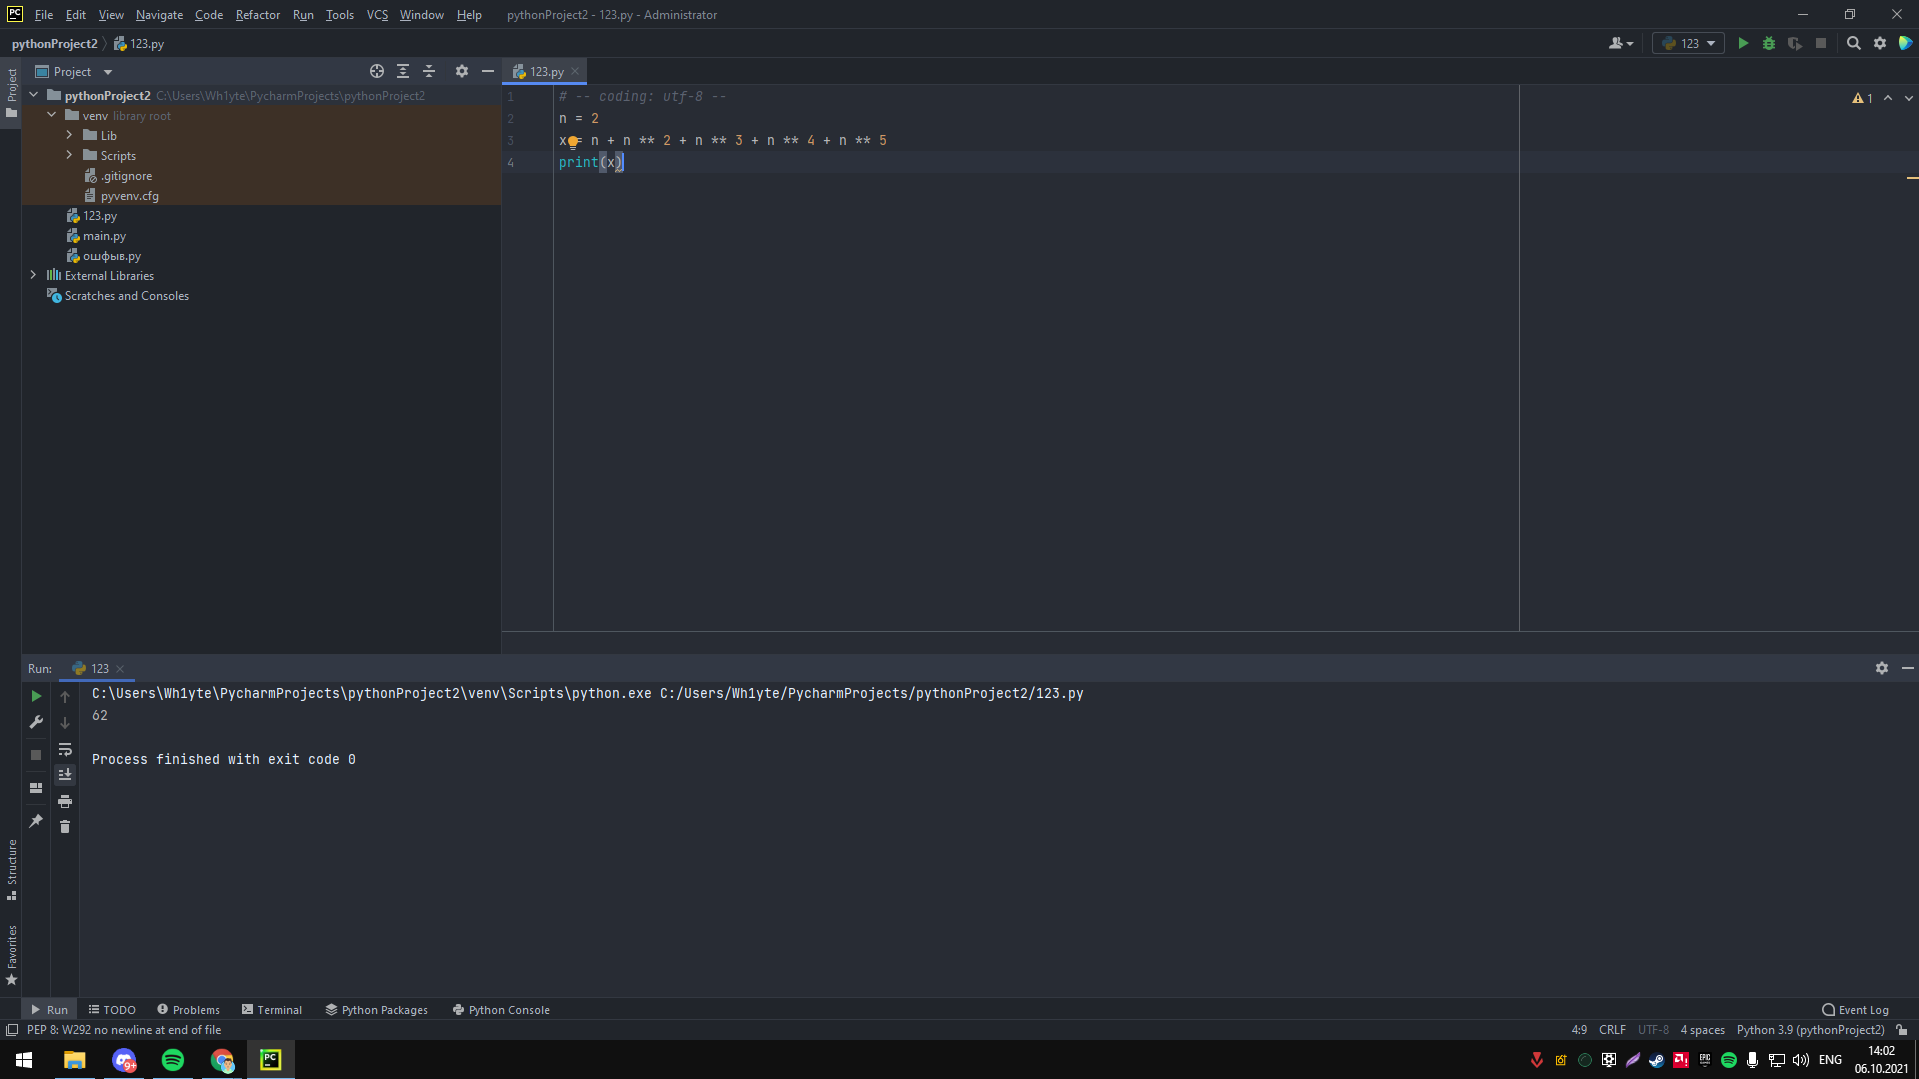 PC File Edit View Navigate Code Refactor Run Tools VCS Window Help pythonProject2 - 123.py - Administrator
pythonProject2 123.py 123
Project 123.py
pythonProject2 C:\Users\Wh1yte\PycharmProjects\pythonProject2
venv library root
Lib
Scripts
.gitignore
pyvenv.cfg
123.py
main.py
ошфыв.py
External Libraries
Scratches and Consoles
Project
1 # -- coding: utf-8 --
2 n = 2
3 x = n + n ** 2 + n ** 3 + n ** 4 + n ** 5
4 print(x)
1
Run: 123
C:\Users\Wh1yte\PycharmProjects\pythonProject2\venv\Scripts\python.exe C:/Users/Wh1yte/PycharmProjects/pythonProject2/123.py
62
Process finished with exit code 0
Structure
Favorites
Run TODO Problems Terminal Python Packages Python Console Event Log
PEP 8: W292 no newline at end of file 4:9 CRLF UTF-8 4 spaces Python 3.9 (pythonProject2)
9+ PC EPIC ENG 14:02
06.10.2021